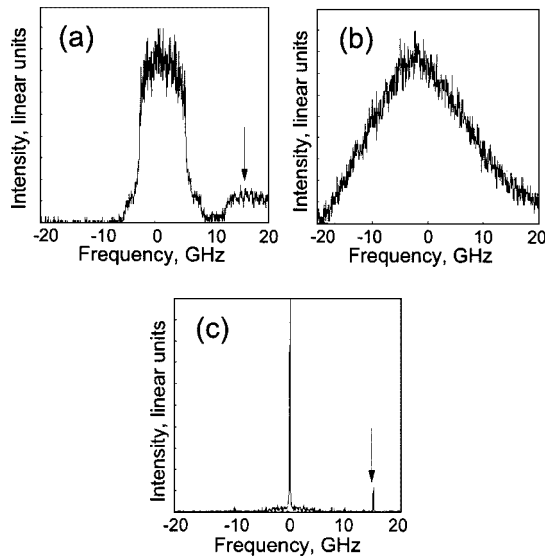 (a)
Intensity, linear units
-20 -10 0 10 20
Frequency, GHz
(b)
Intensity, linear units
-20 -10 0 10 20
Frequency, GHz
(c)
Intensity, linear units
-20 -10 0 10 20
Frequency, GHz